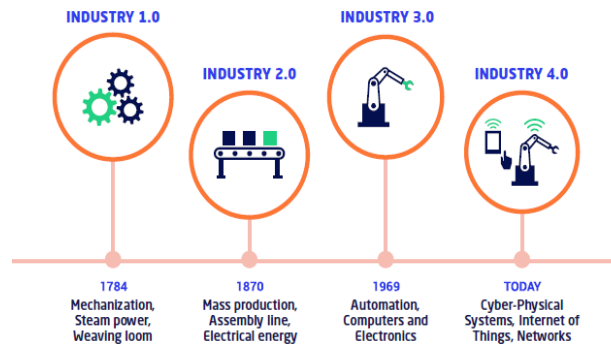 INDUSTRY 1.0
INDUSTRY 2.0
INDUSTRY 3.0
INDUSTRY 4.0
1784
Mechanization,
Steam power,
Weaving loom
1870
Mass production,
Assembly line,
Electrical energy
1969
Automation,
Computers and
Electronics
TODAY
Cyber-Physical
Systems, Internet of
Things, Networks